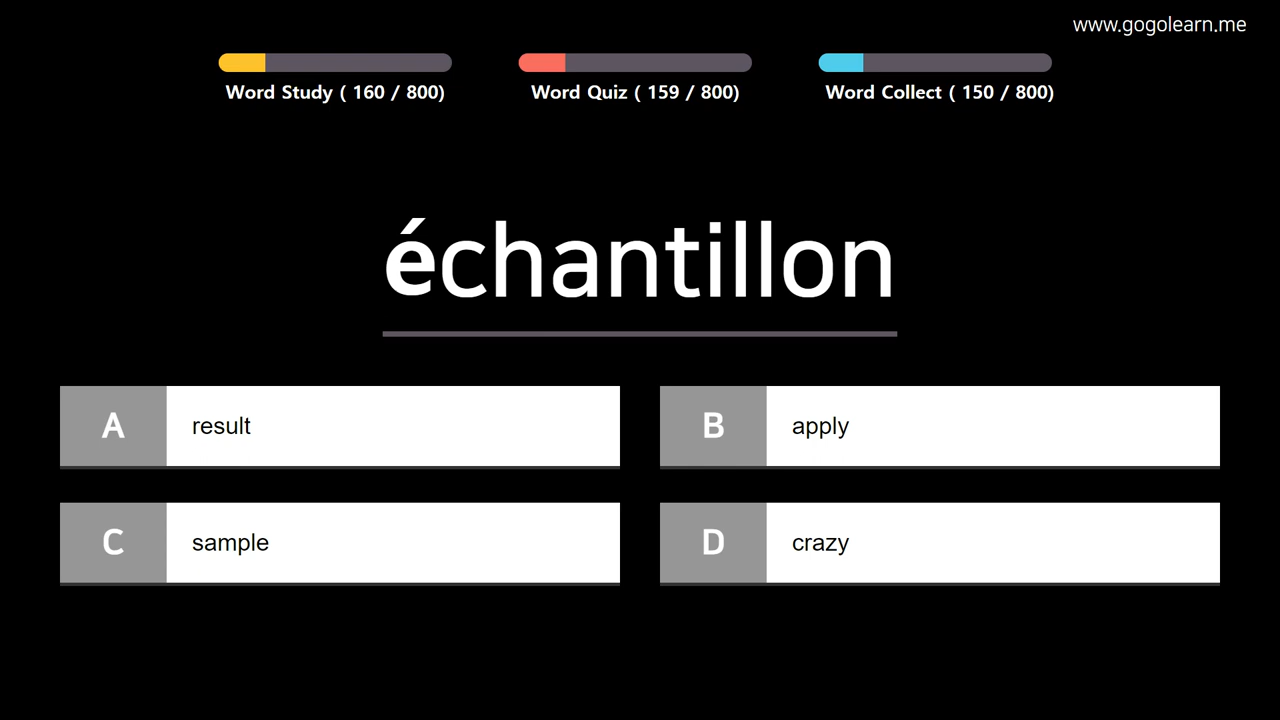 www.gogolearn.me
Word Study ( 160 / 800)
Word Quiz ( 159 / 800)
Word Collect ( 150 / 800)
échantillon
A result
B apply
C sample
D crazy